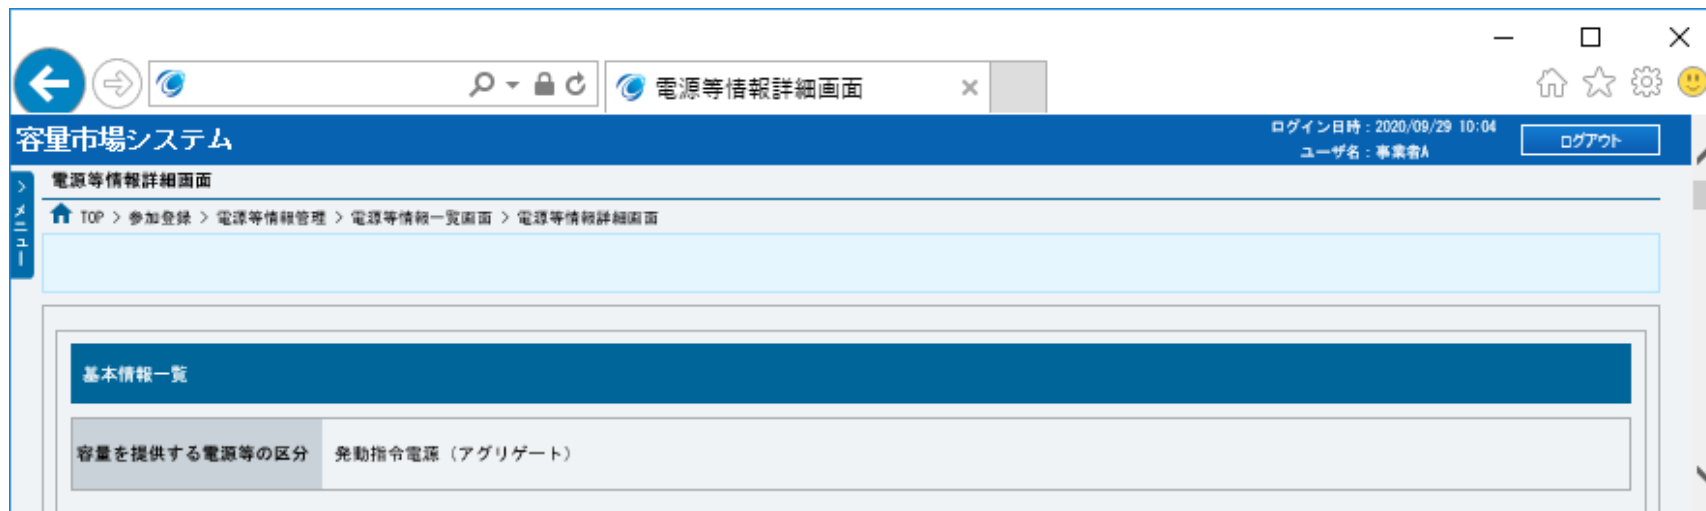 電源等情報詳細画面
容量市場システム
ログイン日時：2020/09/29 10:04
ユーザ名：事業者A
ログアウト
＞メニュー
電源等情報詳細画面
TOP ＞ 参加登録 ＞ 電源等情報管理 ＞ 電源等情報一覧画面 ＞ 電源等情報詳細画面
基本情報一覧
容量を提供する電源等の区分 発動指令電源（アグリゲート）